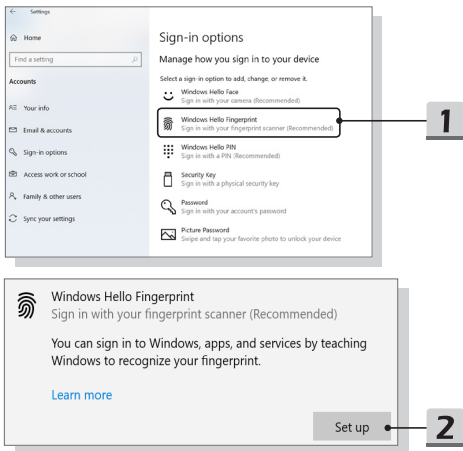 Settings
Home
Find a setting
Accounts
Your info
Email & accounts
Sign-in options
Access work or school
Family & other users
Sync your settings
Sign-in options
Manage how you sign in to your device
Select a sign-in option to add, change, or remove it.
Windows Hello Face
Sign in with your camera (Recommended)
Windows Hello Fingerprint
Sign in with your fingerprint scanner (Recommended)
Windows Hello PIN
Sign in with a PIN (Recommended)
Security Key
Sign in with a physical security key
Password
Sign in with your account's password
Picture Password
Swipe and tap your favorite photo to unlock your device
1
Windows Hello Fingerprint
Sign in with your fingerprint scanner (Recommended)
You can sign in to Windows, apps, and services by teaching
Windows to recognize your fingerprint.
Learn more
Set up
2